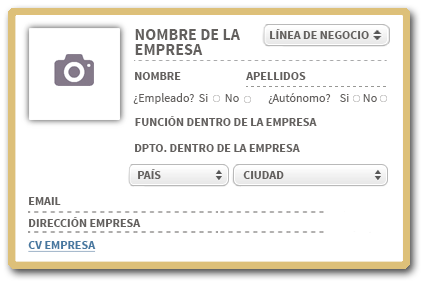 NOMBRE DE LA
EMPRESA
LÍNEA DE NEGOCIO
NOMBRE
APELLIDOS
¿Empleado? Si No ¿Autónomo? Si No
FUNCIÓN DENTRO DE LA EMPRESA
DPTO. DENTRO DE LA EMPRESA
PAÍS
CIUDAD
EMAIL
DIRECCIÓN EMPRESA
CV EMPRESA